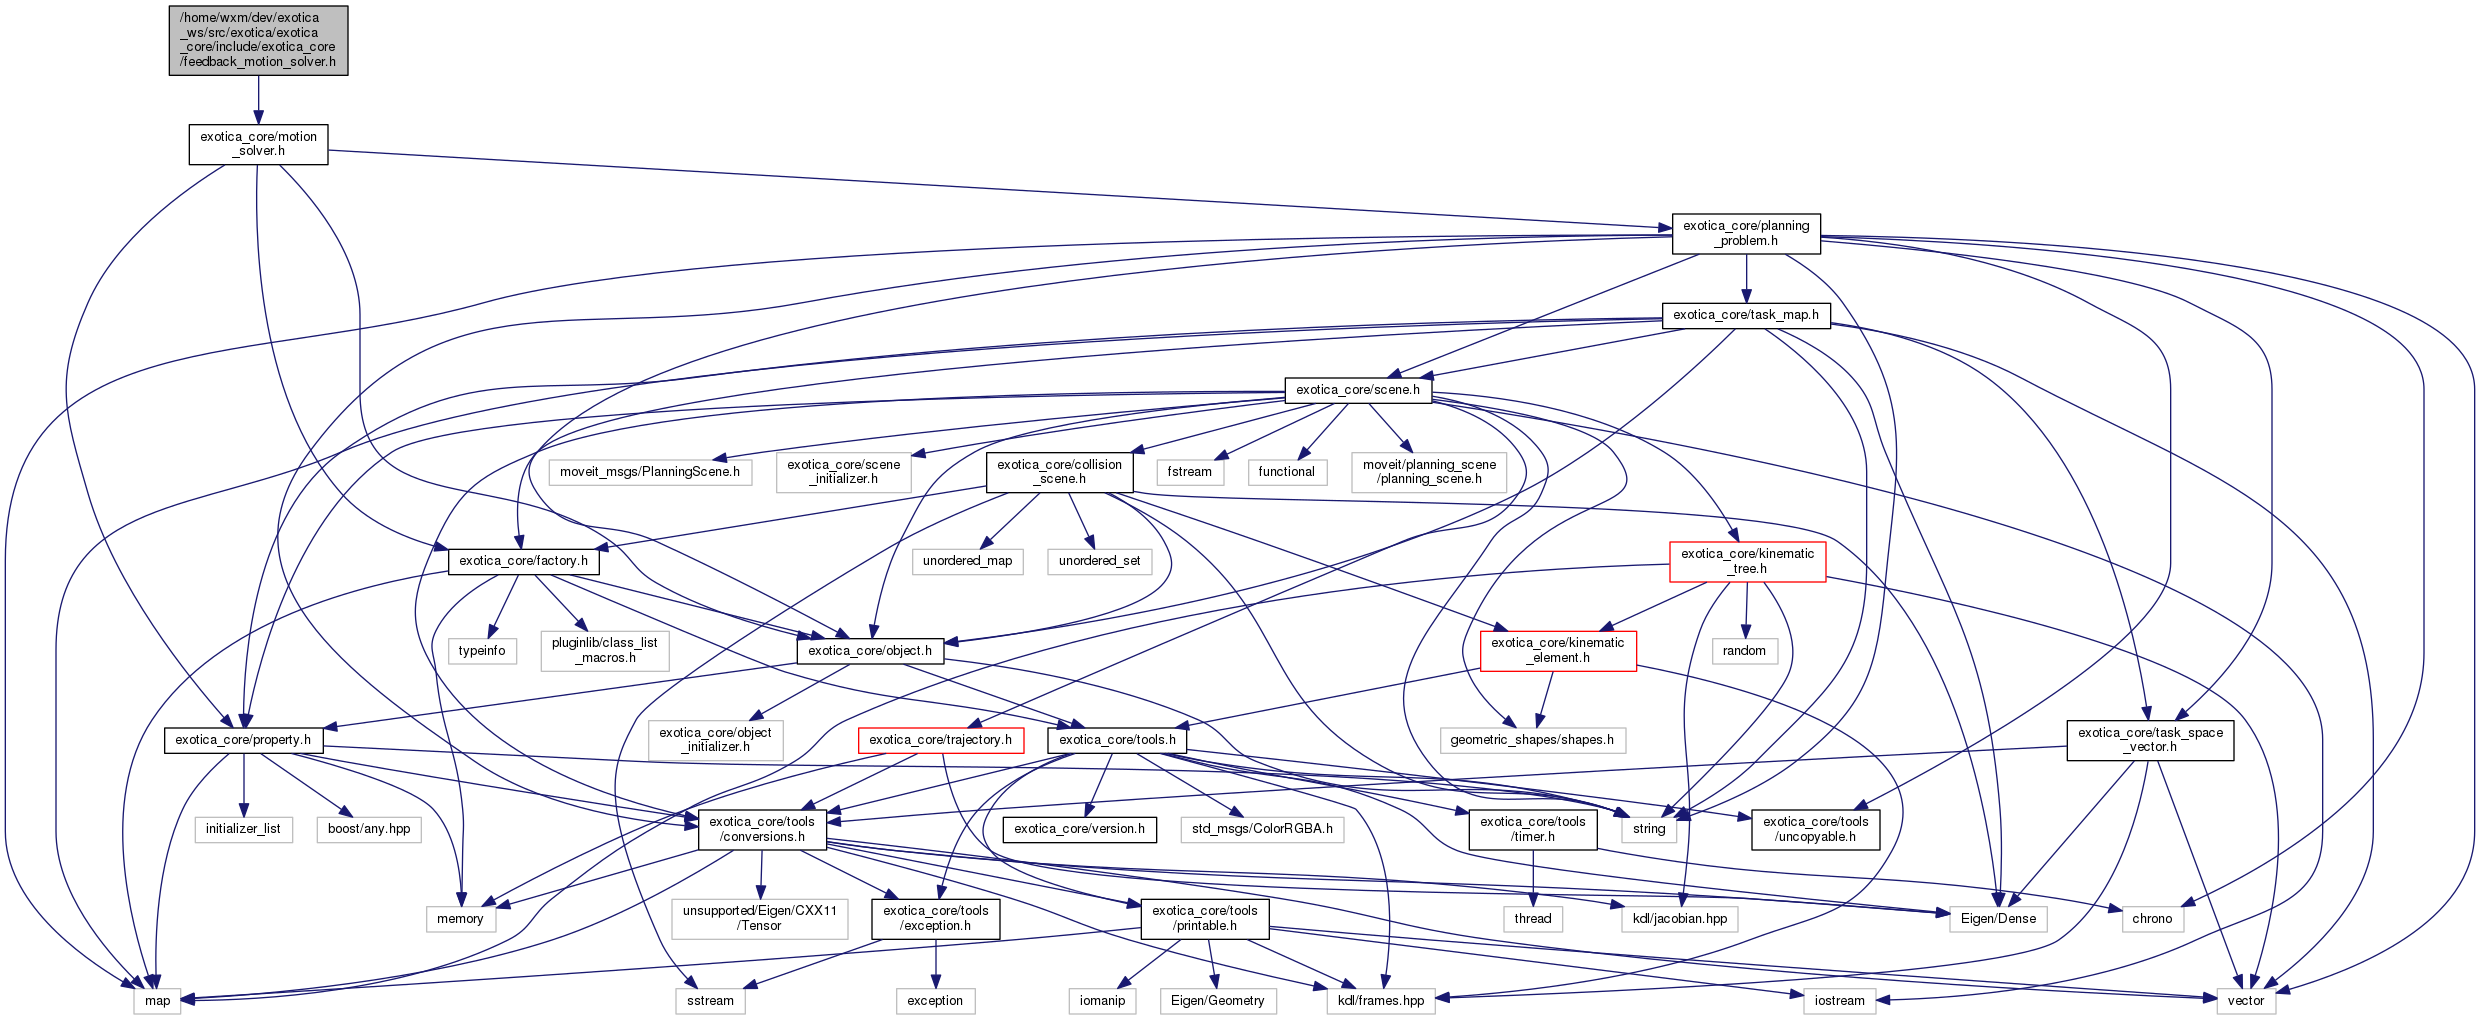 /home/wxm/dev/exotica
_ws/src/exotica/exotica
_core/include/exotica_core
/feedback_motion_solver.h
exotica_core/motion
_solver.h
exotica_core/planning
_problem.h
exotica_core/task_map.h
exotica_core/scene.h
moveit_msgs/PlanningScene.h
exotica_core/scene
_initializer.h
exotica_core/collision
_scene.h
fstream
functional
moveit/planning_scene
/planning_scene.h
exotica_core/factory.h
unordered_map
unordered_set
exotica_core/kinematic
_tree.h
typeinfo
pluginlib/class_list
_macros.h
exotica_core/object.h
exotica_core/kinematic
_element.h
random
exotica_core/property.h
exotica_core/object
_initializer.h
exotica_core/trajectory.h
exotica_core/tools.h
geometric_shapes/shapes.h
exotica_core/task_space
_vector.h
initializer_list
boost/any.hpp
exotica_core/tools
/conversions.h
exotica_core/version.h
std_msgs/ColorRGBA.h
exotica_core/tools
/timer.h
string
exotica_core/tools
/uncopyable.h
memory
unsupported/Eigen/CXX11
/Tensor
exotica_core/tools
/exception.h
exotica_core/tools
/printable.h
thread
kdl/jacobian.hpp
Eigen/Dense
chrono
map
sstream
exception
iomanip
Eigen/Geometry
kdl/frames.hpp
iostream
vector